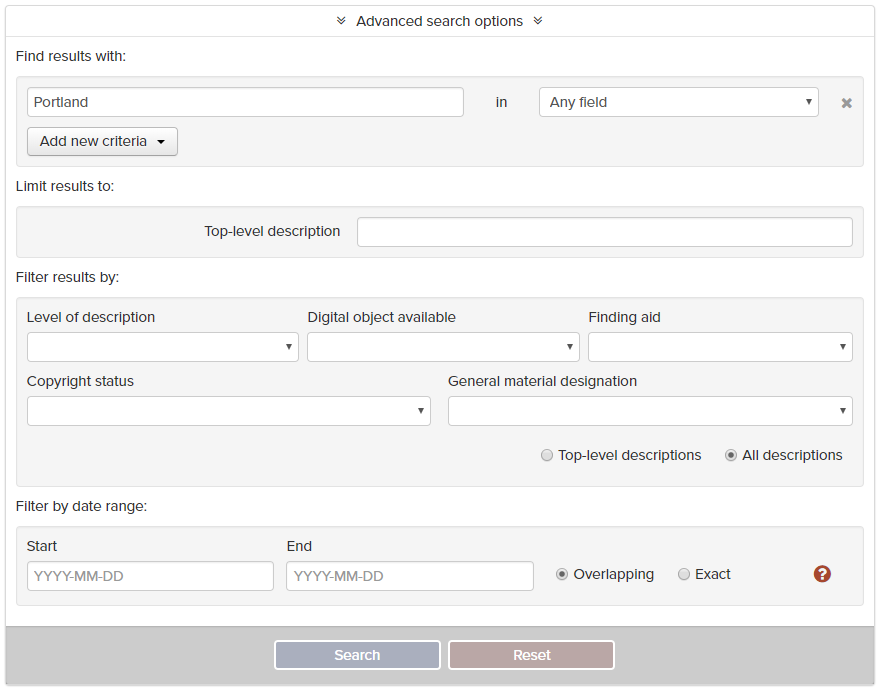 Advanced search options
Find results with:
Portland in Any field
Add new criteria
Limit results to:
Top-level description
Filter results by:
Level of description Digital object available Finding aid
Copyright status General material designation
Top-level descriptions All descriptions
Filter by date range:
Start End
YYYY-MM-DD YYYY-MM-DD Overlapping Exact ?
Search Reset